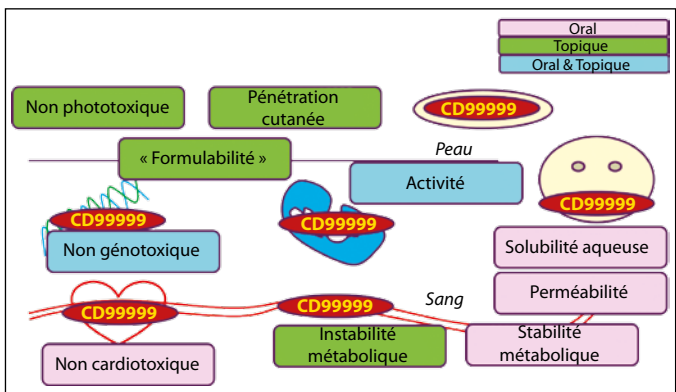 Oral
Topique
Oral & Topique
Non phototoxique
Pénétration
cutanée
CD99999
« Formulabilité »
Peau
Activité
CD99999
CD99999
CD99999
Non génotoxique
Solubilité aqueuse
Perméabilité
CD99999
CD99999
Sang
Instabilité
métabolique
Stabilité
métabolique
Non cardiotoxique